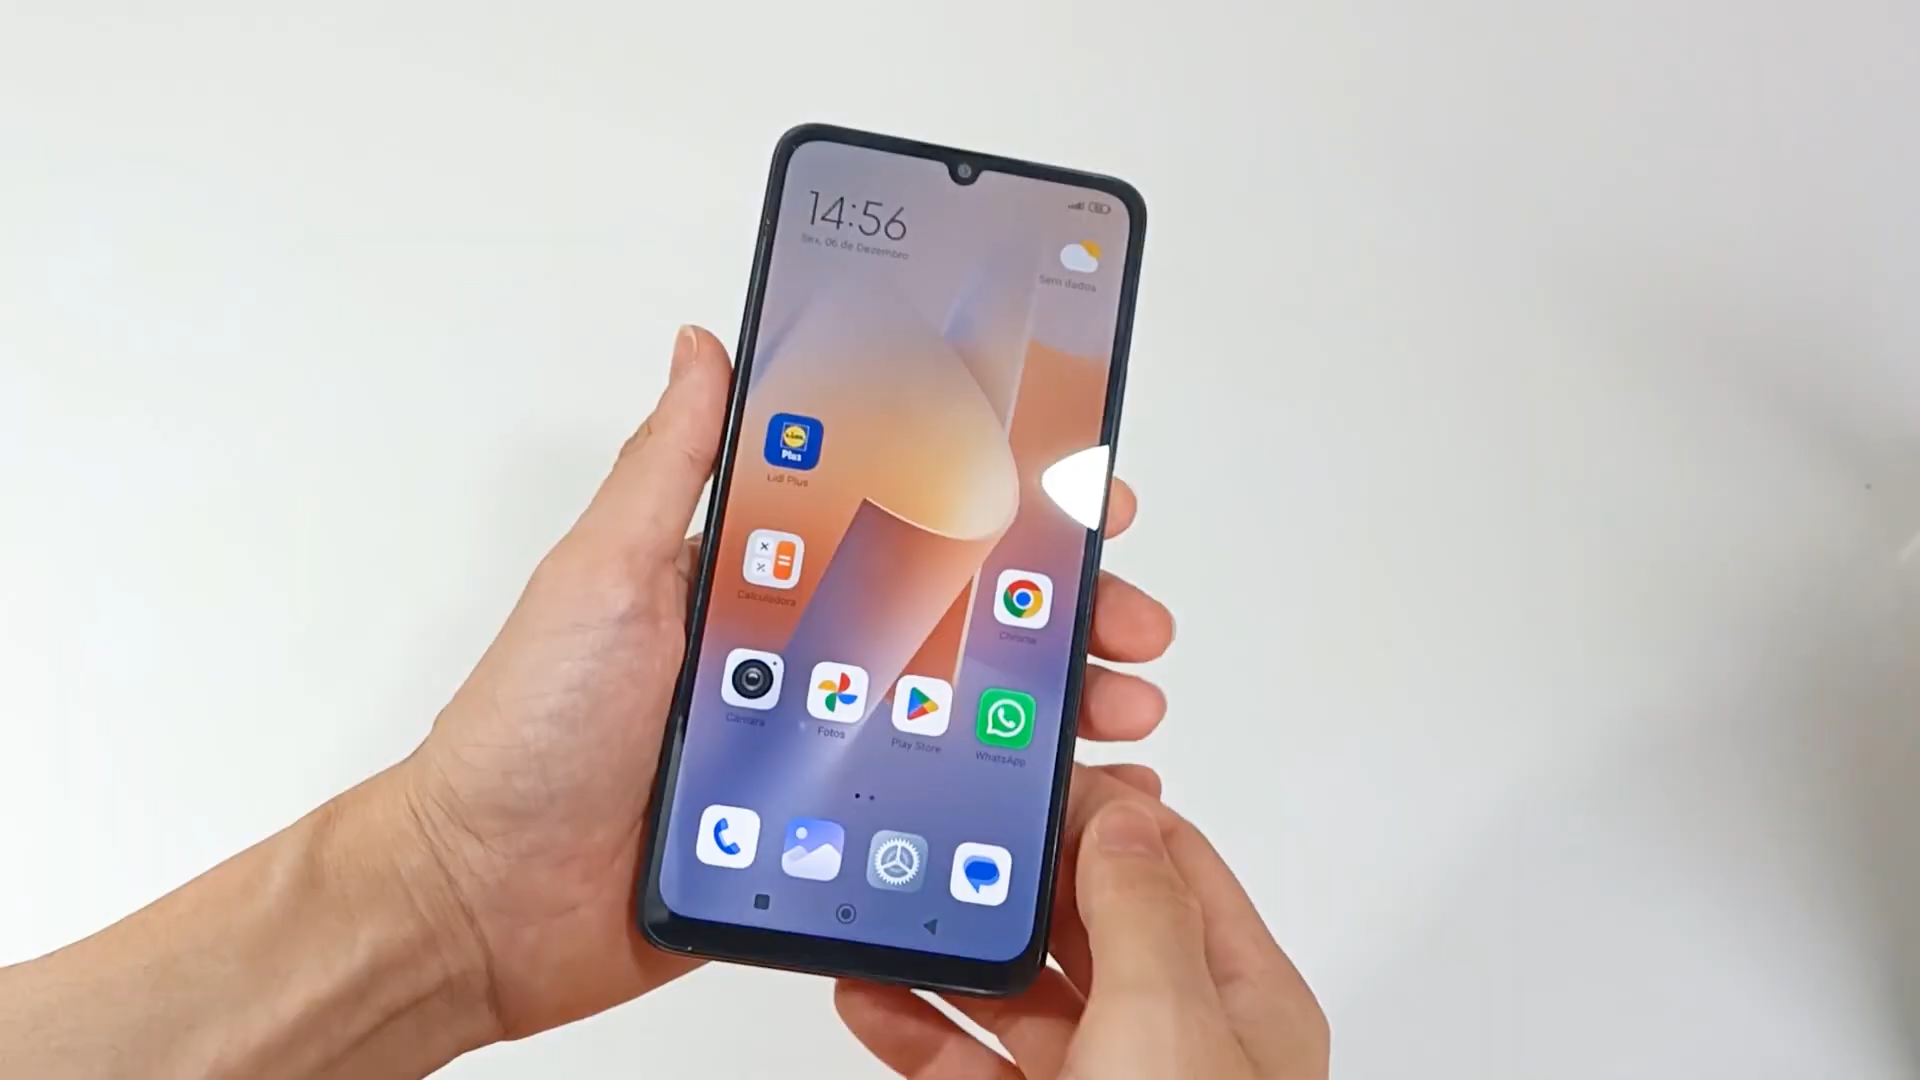 14:56
Sex, 06 de Dezembro
Sem dados
LIDL
Plus
Lidl Plus
Calculadora
Chrome
Câmara
Fotos
Play Store
WhatsApp